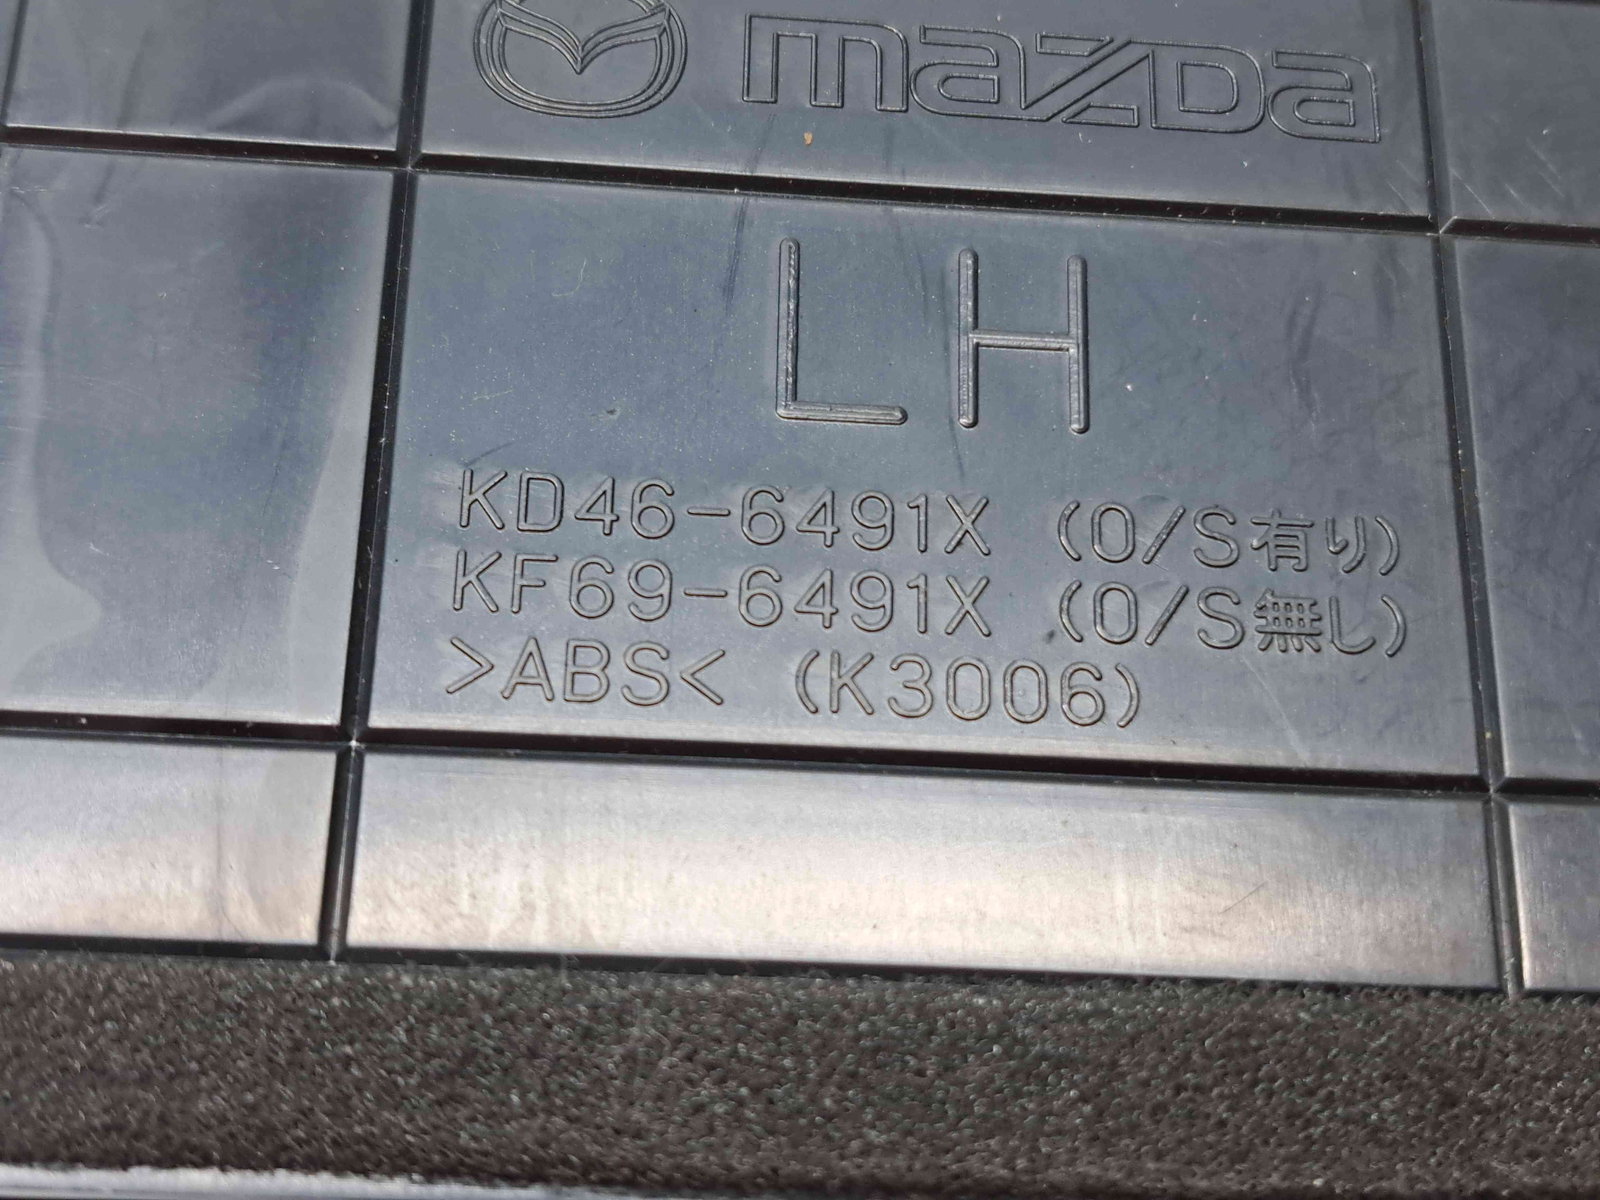 mazda
LH
KD46-6491X (O/S有り)
KF69-6491X (O/S無し)
>ABS< (K3006)